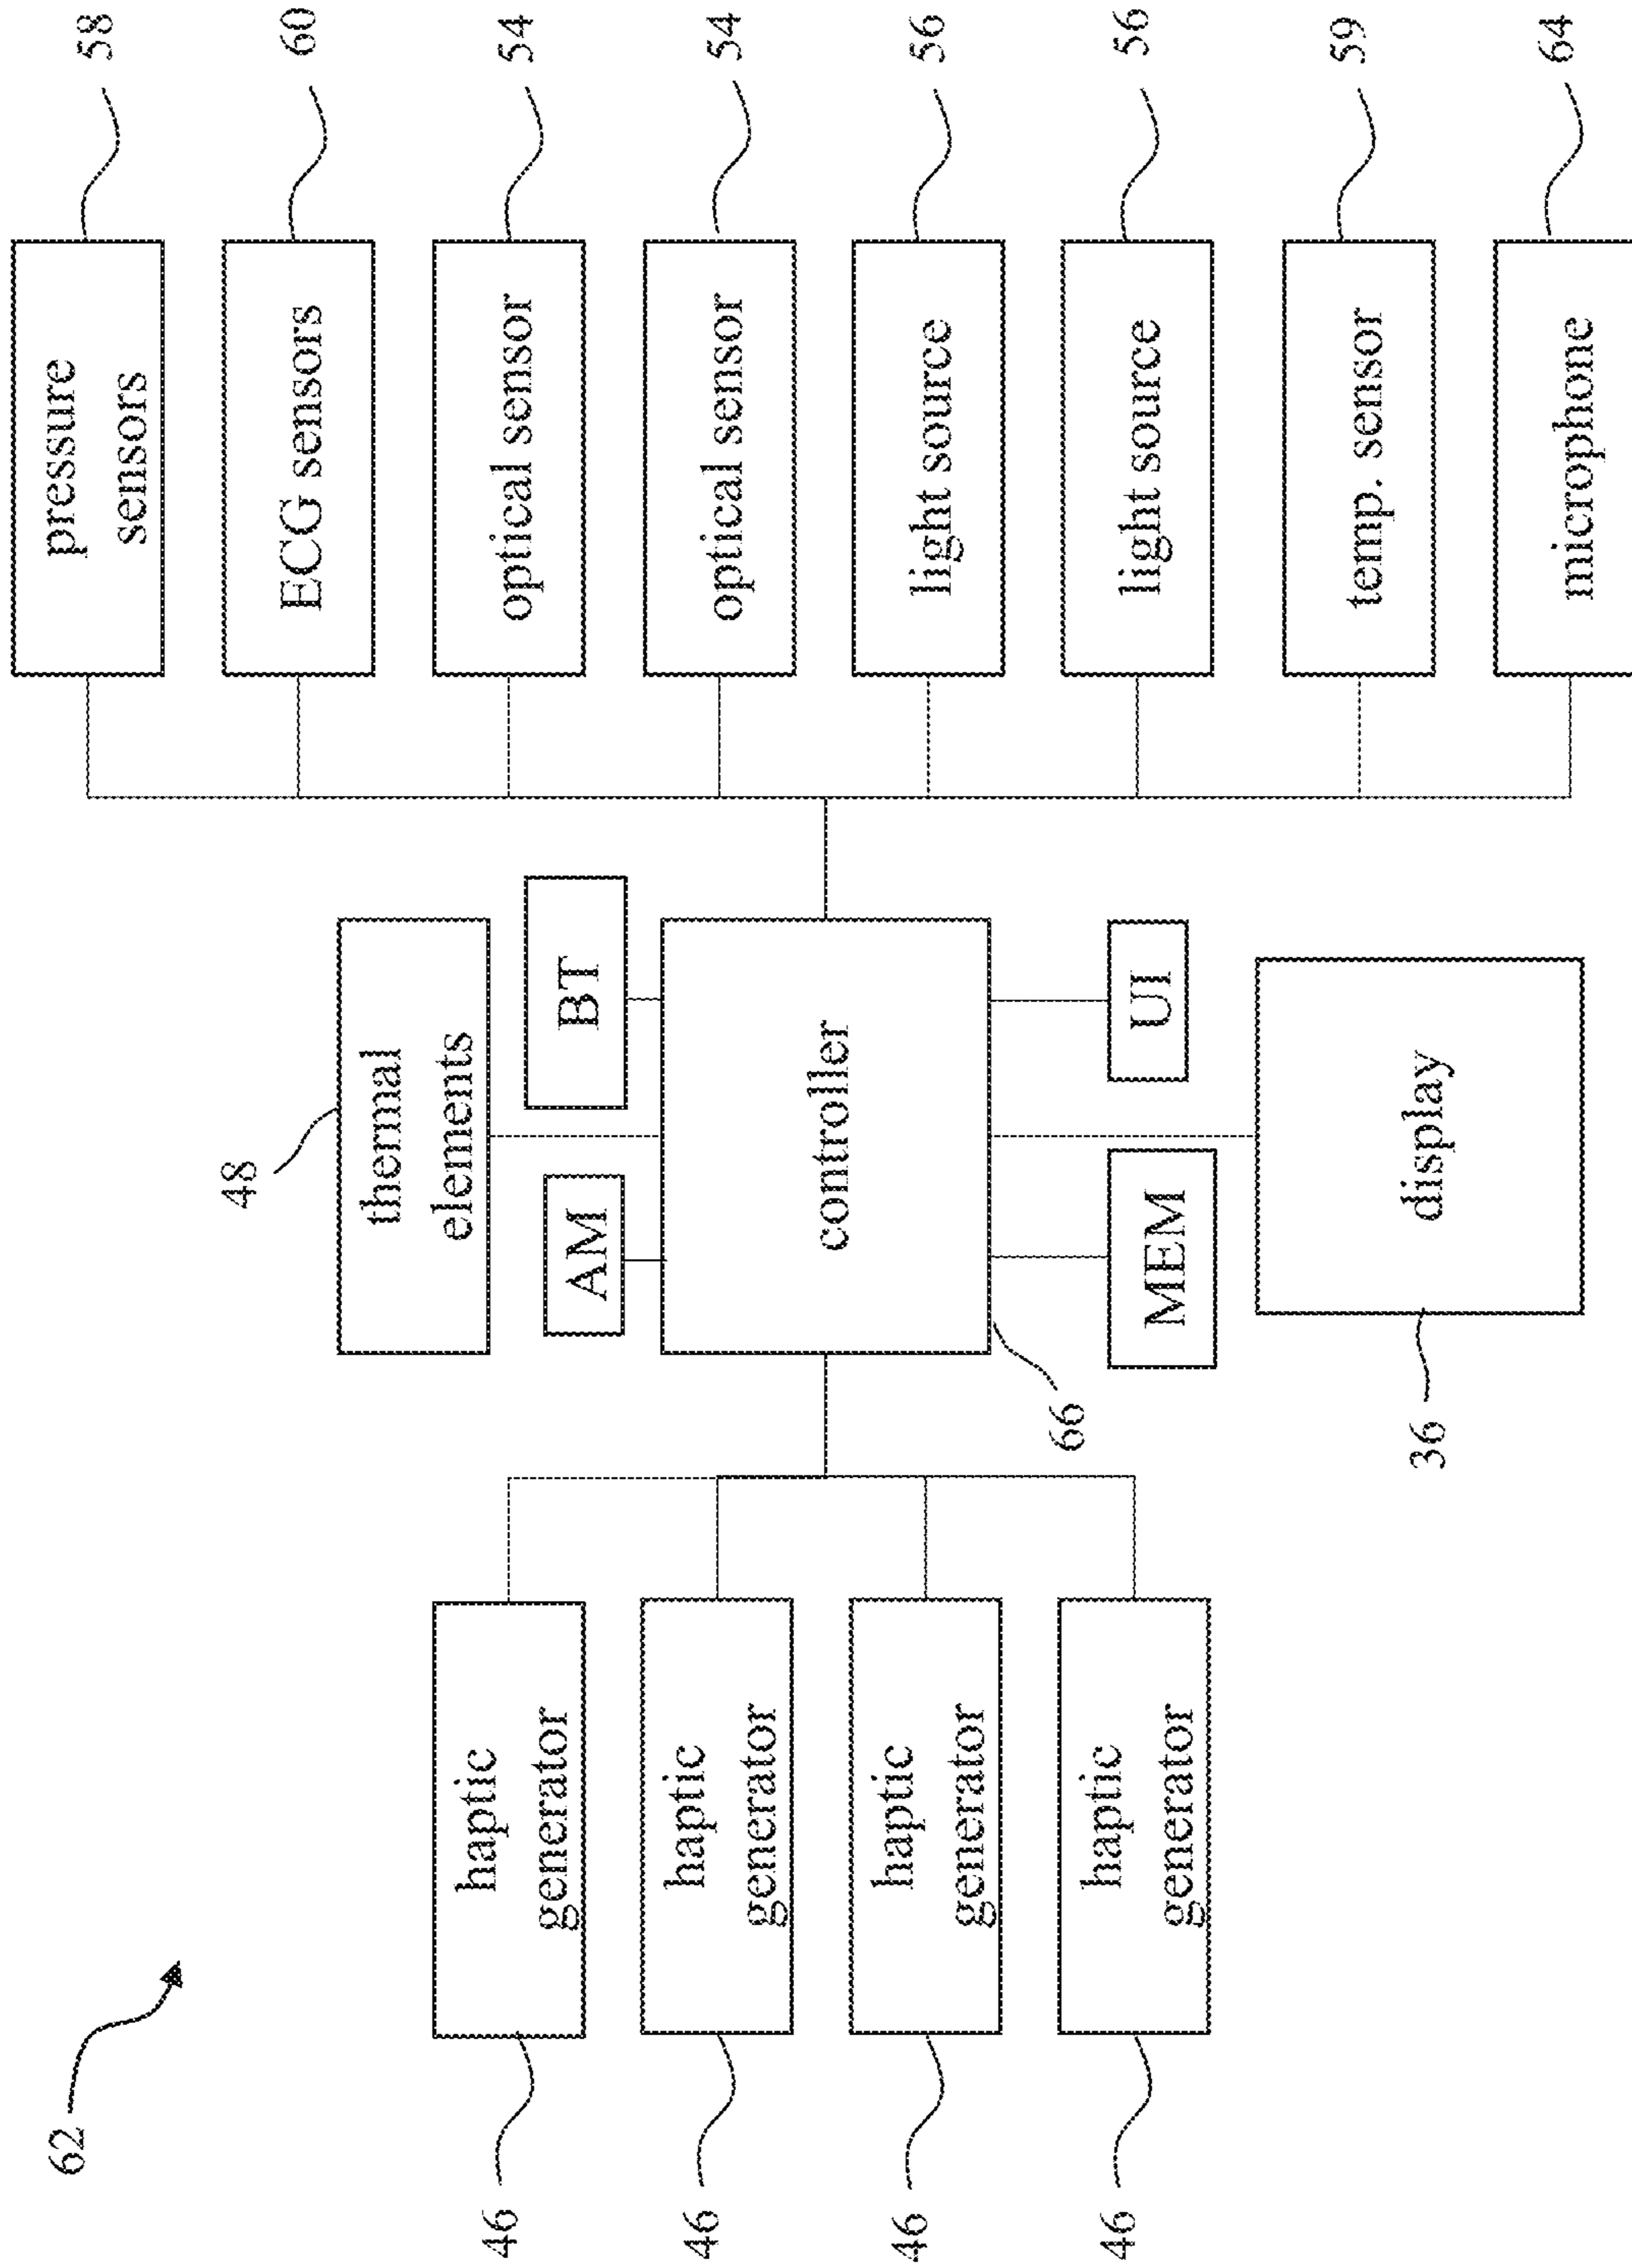 62
46
haptic
generator
46
haptic
generator
46
haptic
generator
46
haptic
generator
48
thermal
elements
AM
BT
controller
66
MEM
UI
display
36
pressure
sensors
58
ECG sensors
60
optical sensor
54
optical sensor
54
light source
56
light source
56
temp. sensor
59
microphone
64